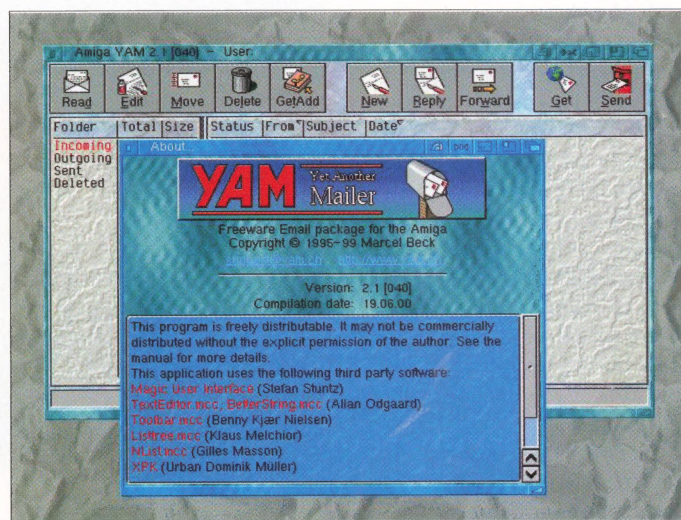 Amiga YAM 2.1 [040] - User:
Read Edit Move Delete GetAdd New Reply Forward Get Send
Folder Total Size Status From Subject Date
Incoming
Outgoing
Sent
Deleted
About...
YAM Yet Another Mailer
Freeware Email package for the Amiga
Copyright © 1995-99 Marcel Beck
Version: 2.1 [040]
Compilation date: 19.06.00
This program is freely distributable. It may not be commercially
distributed without the explicit permission of the author. See the
manual for more details.
This application uses the following third party software:
Magic User Interface (Stefan Stuntz)
TextEditor.mcc, BetterString.mcc (Allan Odgaard)
Toolbar.mcc (Benny Kjær Nielsen)
Listtree.mcc (Klaus Melchior)
NList.mcc (Gilles Masson)
XPK (Urban Dominik Müller)